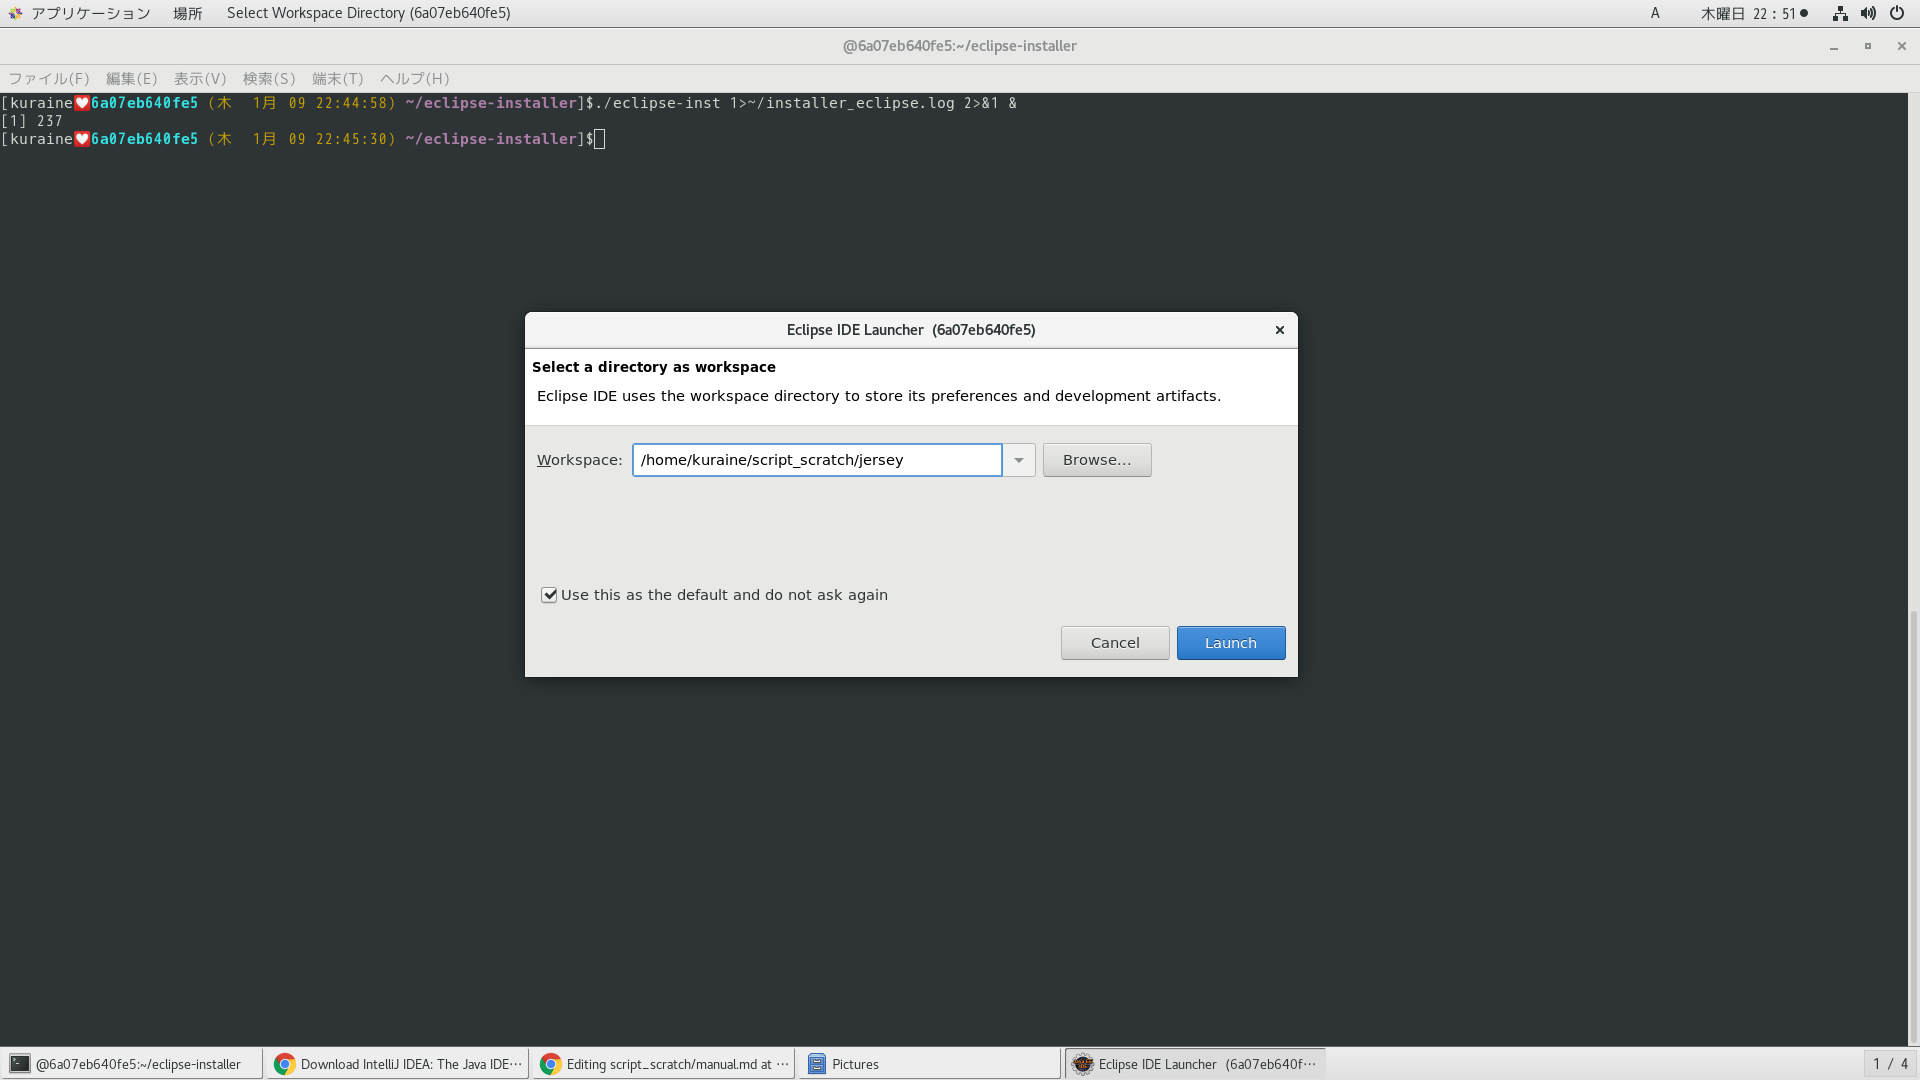 アプリケーション 場所 Select Workspace Directory (6a07eb640fe5) A 木曜日 22:51●
@6a07eb640fe5:~/eclipse-installer
ファイル(F) 編集(E) 表示(V) 検索(S) 端末(T) ヘルプ(H)
[kuraine💟6a07eb640fe5 (木  1月 09 22:44:58) ~/eclipse-installer]$./eclipse-inst 1>~/installer_eclipse.log 2>&1 &
[1] 237
[kuraine💟6a07eb640fe5 (木  1月 09 22:45:30) ~/eclipse-installer]$
Eclipse IDE Launcher (6a07eb640fe5)
Select a directory as workspace
Eclipse IDE uses the workspace directory to store its preferences and development artifacts.
Workspace: /home/kuraine/script_scratch/jersey Browse...
Use this as the default and do not ask again
Cancel Launch
@6a07eb640fe5:~/eclipse-installer Download IntelliJ IDEA: The Java IDE… Editing script_scratch/manual.md at … Pictures Eclipse IDE Launcher (6a07eb640f… 1 / 4